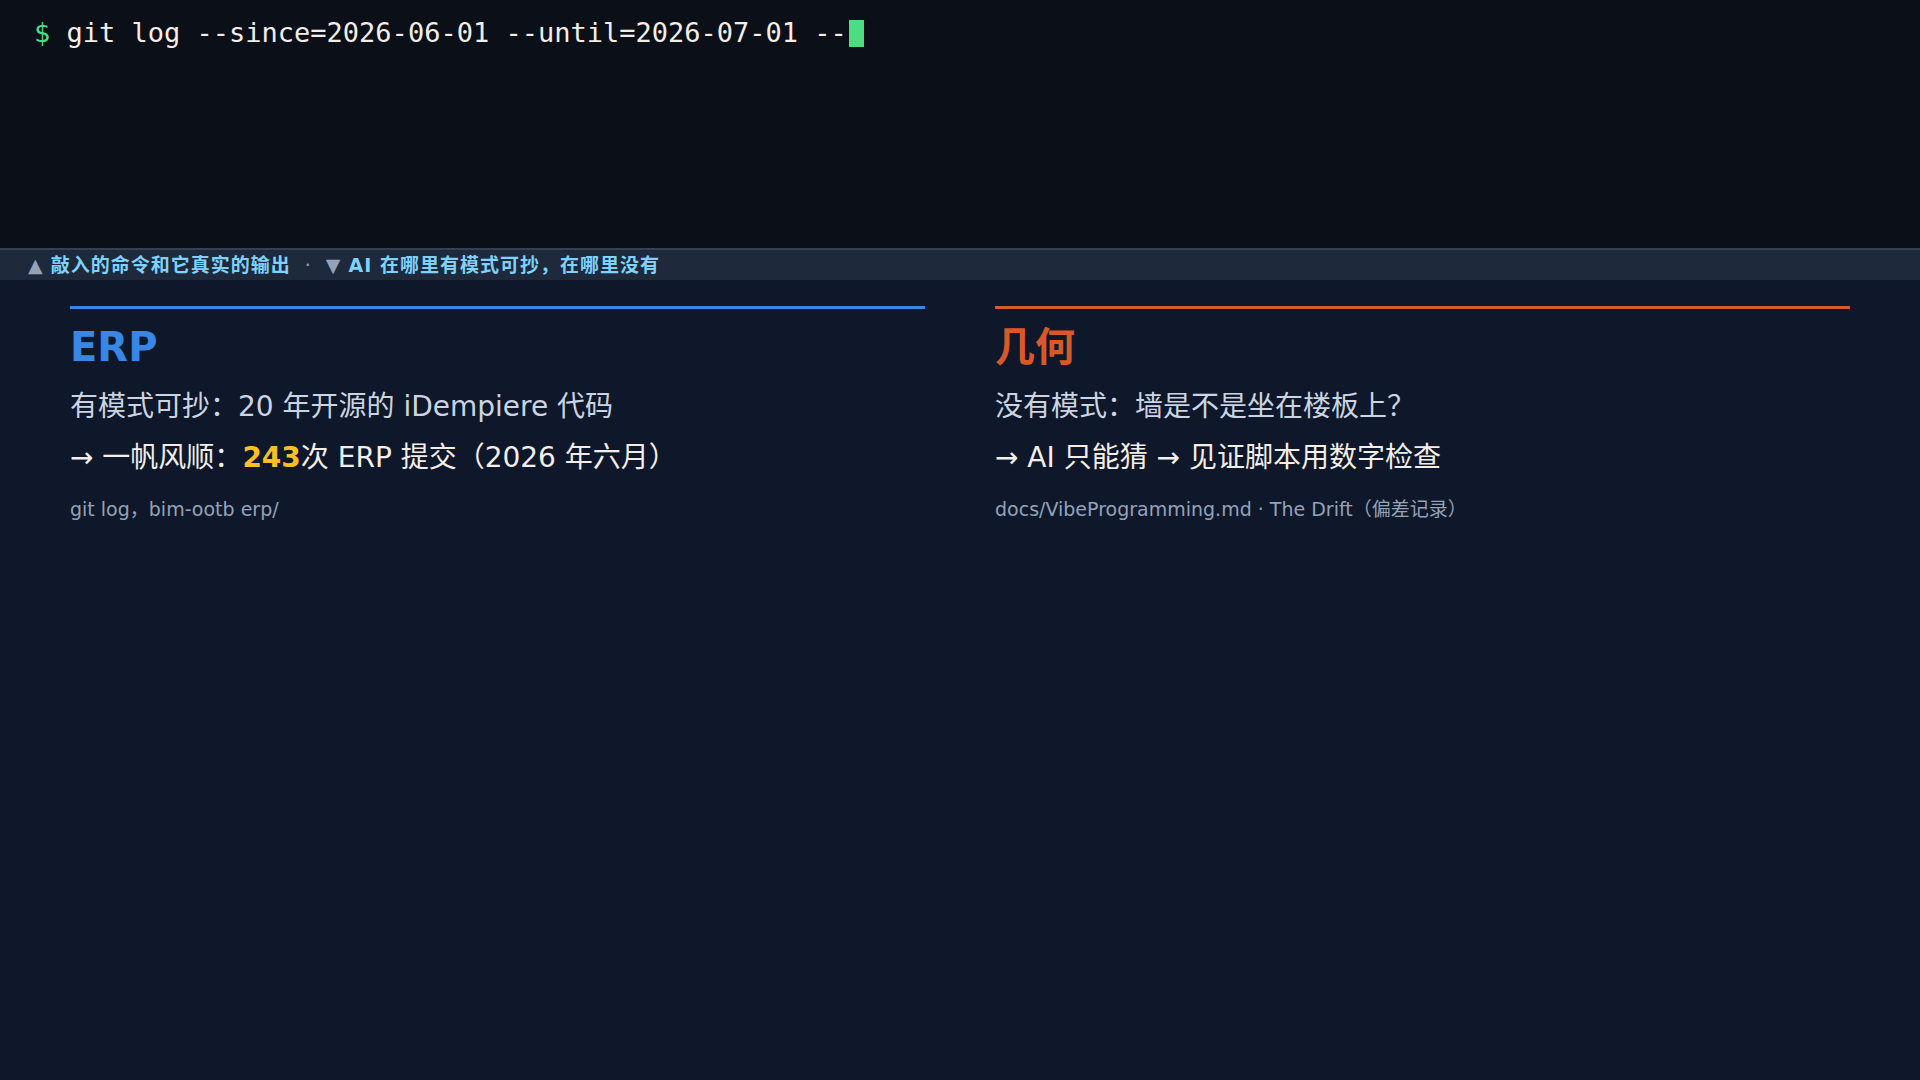 $ git log --since=2026-06-01 --until=2026-07-01 --
▲ 敲入的命令和它真实的输出 · ▼ AI 在哪里有模式可抄，在哪里没有
ERP
有模式可抄：20 年开源的 iDempiere 代码
→ 一帆风顺：243次 ERP 提交（2026 年六月）
git log，bim-ootb erp/
几何
没有模式：墙是不是坐在楼板上？
→ AI 只能猜 → 见证脚本用数字检查
docs/VibeProgramming.md · The Drift（偏差记录）